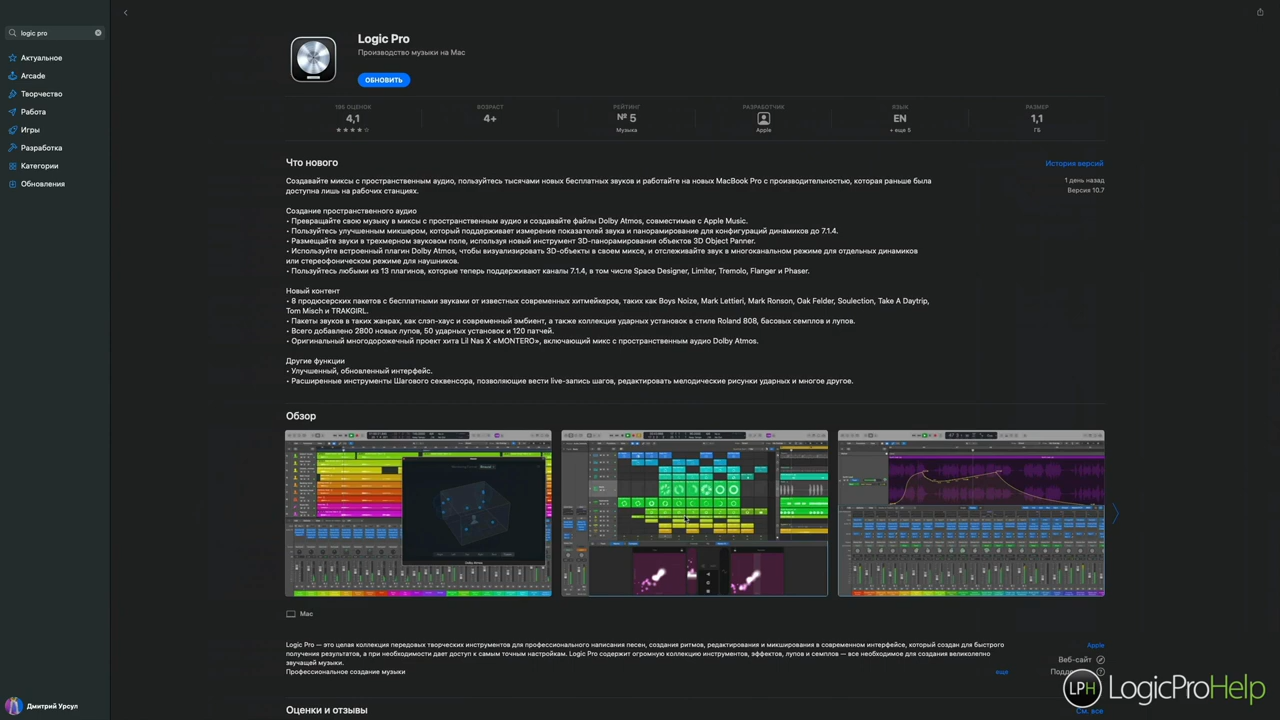 logic pro
Актуальное
Arcade
Творчество
Работа
Игры
Разработка
Категории
Обновления
Дмитрий Урсул
Logic Pro
Производство музыки на Mac
ОБНОВИТЬ
195 ОЦЕНОК
4,1
ВОЗРАСТ
4+
РЕЙТИНГ
№ 5
Музыка
РАЗРАБОТЧИК
Apple
ЯЗЫК
EN
+ еще 5
РАЗМЕР
1,1
ГБ
Что нового
История версий
1 день назад
Версия 10.7
Создавайте миксы с пространственным аудио, пользуйтесь тысячами новых бесплатных звуков и работайте на новых MacBook Pro с производительностью, которая раньше была
доступна лишь на рабочих станциях.
Создание пространственного аудио
• Превращайте свою музыку в миксы с пространственным аудио и создавайте файлы Dolby Atmos, совместимые с Apple Music.
• Пользуйтесь улучшенным микшером, который поддерживает измерение показателей звука и панорамирование для конфигураций динамиков до 7.1.4.
• Размещайте звуки в трехмерном звуковом поле, используя новый инструмент 3D-панорамирования объектов 3D Object Panner.
• Используйте встроенный плагин Dolby Atmos, чтобы визуализировать 3D-объекты в своем миксе, и отслеживайте звук в многоканальном режиме для отдельных динамиков
или стереофоническом режиме для наушников.
• Пользуйтесь любыми из 13 плагинов, которые теперь поддерживают каналы 7.1.4, в том числе Space Designer, Limiter, Tremolo, Flanger и Phaser.
Новый контент
• 8 продюсерских пакетов с бесплатными звуками от известных современных хитмейкеров, таких как Boys Noize, Mark Lettieri, Mark Ronson, Oak Felder, Soulection, Take A Daytrip,
Tom Misch и TRAKGIRL.
• Пакеты звуков в таких жанрах, как слэп-хаус и современный эмбиент, а также коллекция ударных установок в стиле Roland 808, басовых семплов и лупов.
• Всего добавлено 2800 новых лупов, 50 ударных установок и 120 патчей.
• Оригинальный многодорожечный проект хита Lil Nas X «MONTERO», включающий микс с пространственным аудио Dolby Atmos.
Другие функции
• Улучшенный, обновленный интерфейс.
• Расширенные инструменты Шагового секвенсора, позволяющие вести live-запись шагов, редактировать мелодические рисунки ударных и многое другое.
Обзор
Dolby Atmos
Mac
Logic Pro — это целая коллекция передовых творческих инструментов для профессионального написания песен, создания ритмов, редактирования и микширования в современном интерфейсе, который создан для быстрого
получения результатов, а при необходимости дает доступ к самым точным настройкам. Logic Pro содержит огромную коллекцию инструментов, эффектов, лупов и семплов — все необходимое для создания великолепно
звучащей музыки.
Профессиональное создание музыки
еще
Apple
Веб-сайт
Оценки и отзывы
См. все
LPH LogicProHelp